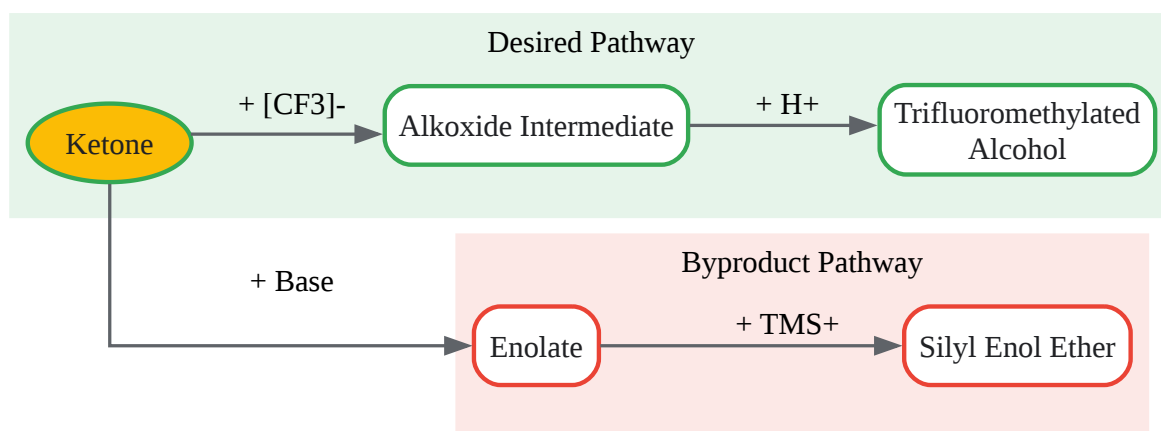 Desired Pathway
+ [CF3]-
+ H+
Ketone
Alkoxide Intermediate
Trifluoromethylated
Alcohol
Byproduct Pathway
+ Base
+ TMS+
Enolate
Silyl Enol Ether